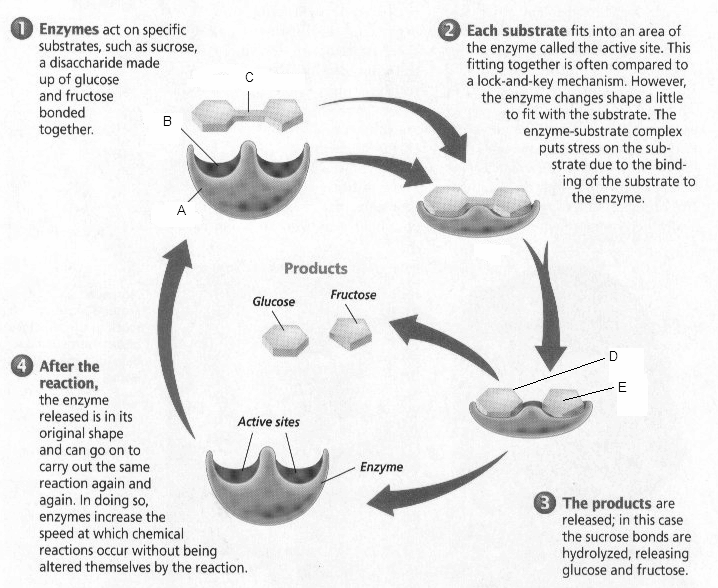 1 Enzymes act on specific
substrates, such as sucrose,
a disaccharide made
up of glucose
and fructose
bonded
together.
C
B
A
2 Each substrate fits into an area of
the enzyme called the active site. This
fitting together is often compared to
a lock-and-key mechanism. However,
the enzyme changes shape a little
to fit with the substrate. The
enzyme-substrate complex
puts stress on the sub-
strate due to the bind-
ing of the substrate to
the enzyme.
Products
Glucose
Fructose
D
E
4 After the
reaction,
the enzyme
released is in its
original shape
and can go on to
carry out the same
reaction again and
again. In doing so,
enzymes increase the
speed at which chemical
reactions occur without being
altered themselves by the reaction.
Active sites
Enzyme
3 The products are
released; in this case
the sucrose bonds are
hydrolyzed, releasing
glucose and fructose.